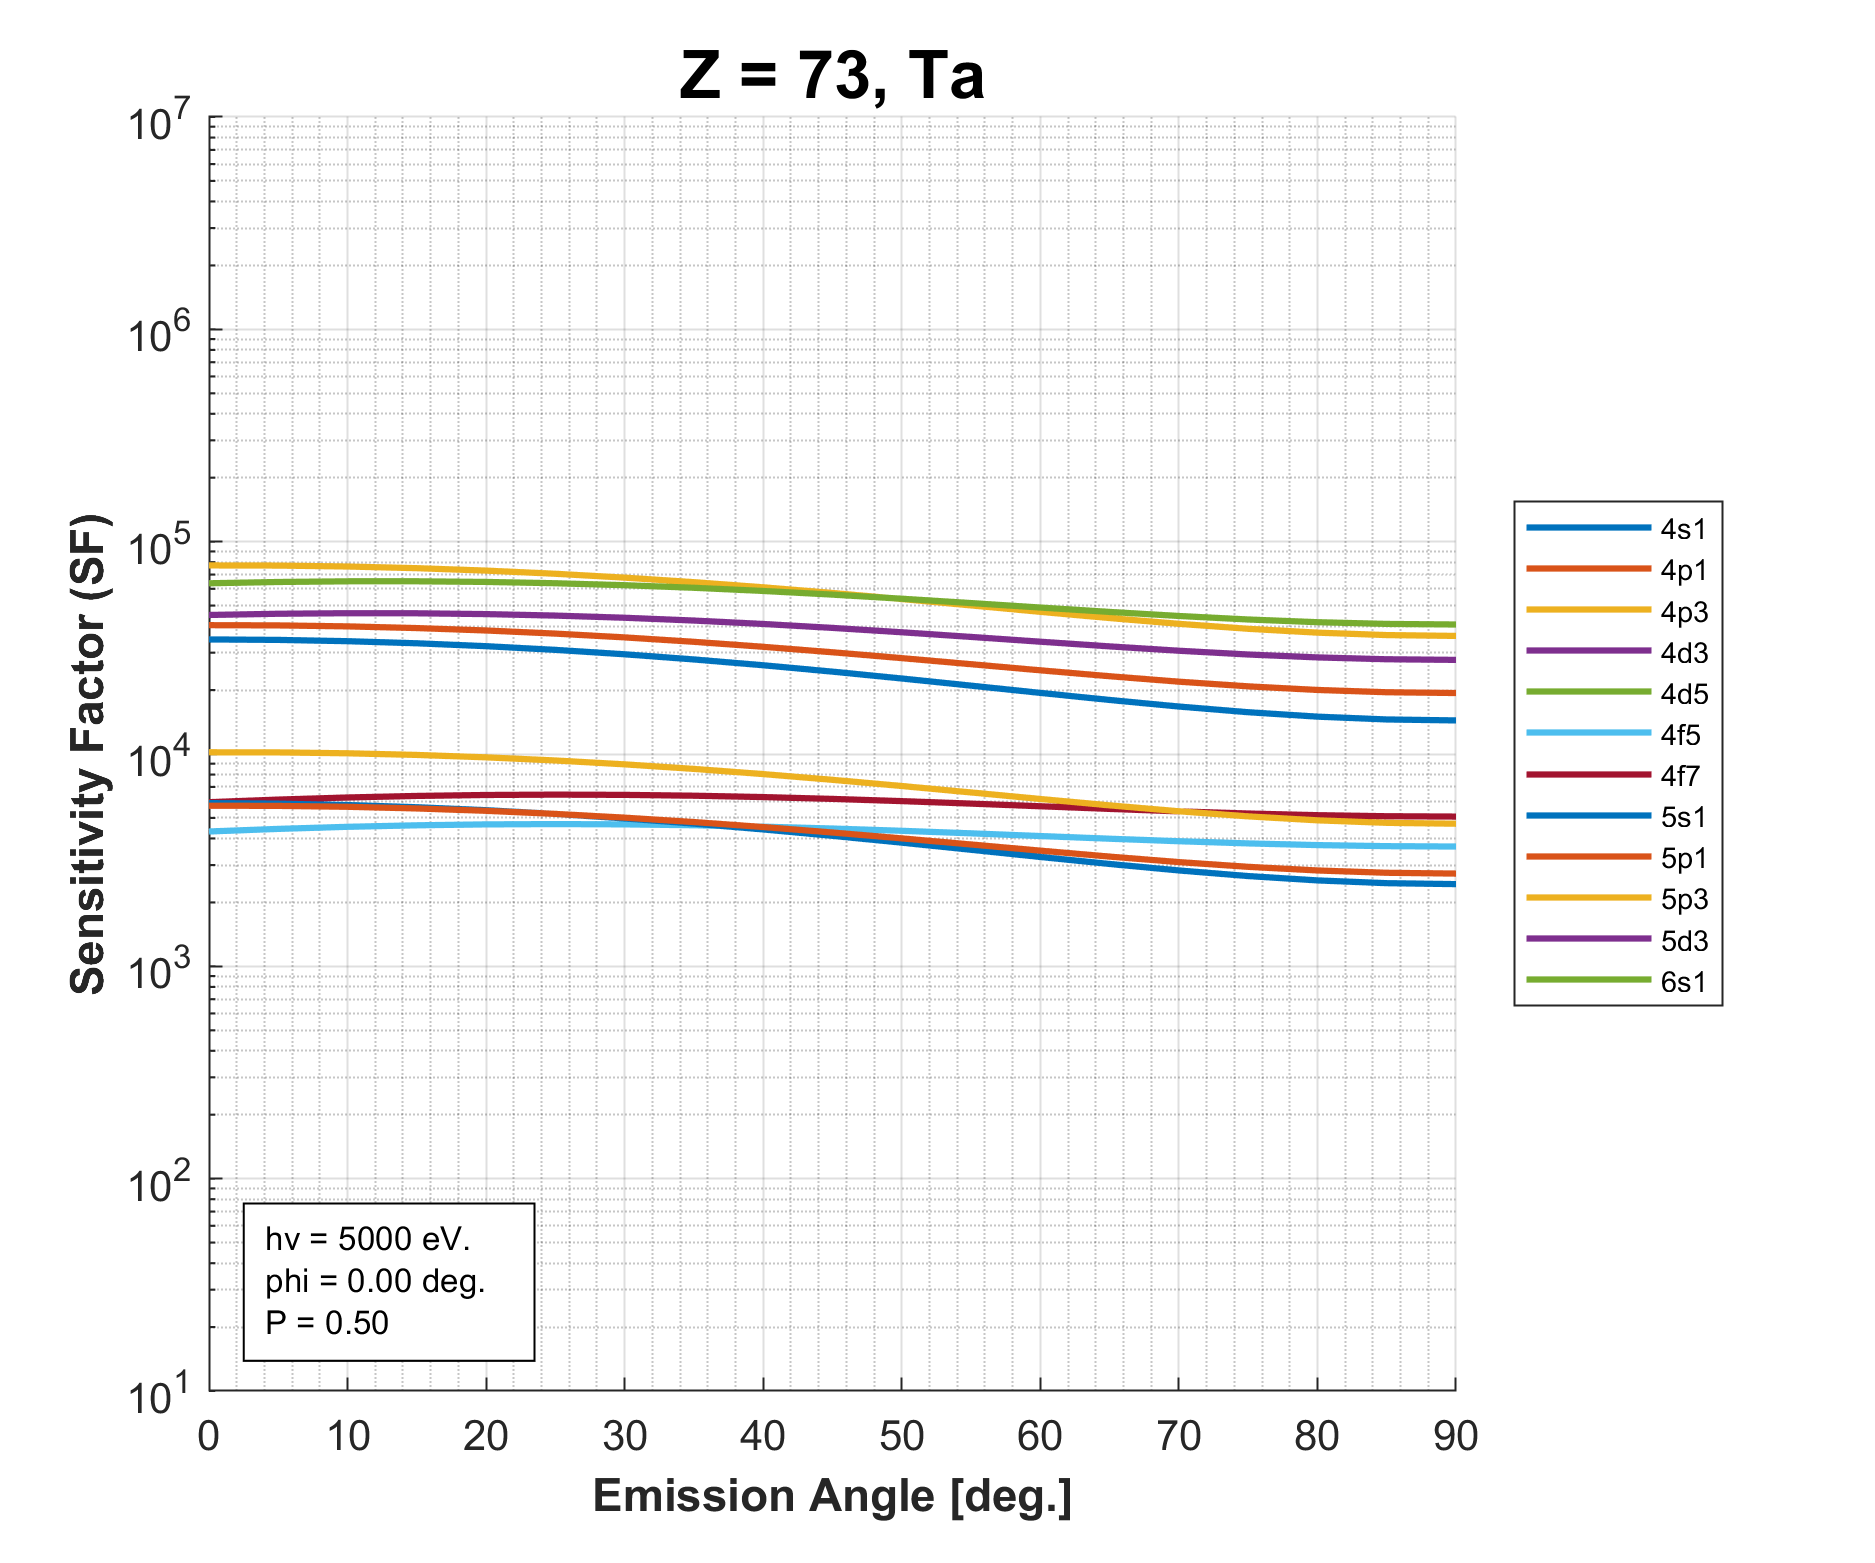 Z = 73, Ta
10^7
10^6
10^5
10^4
10^3
10^2
10^1
Sensitivity Factor (SF)
hv = 5000 eV.
phi = 0.00 deg.
P = 0.50
0 10 20 30 40 50 60 70 80 90
Emission Angle [deg.]
4s1
4p1
4p3
4d3
4d5
4f5
4f7
5s1
5p1
5p3
5d3
6s1